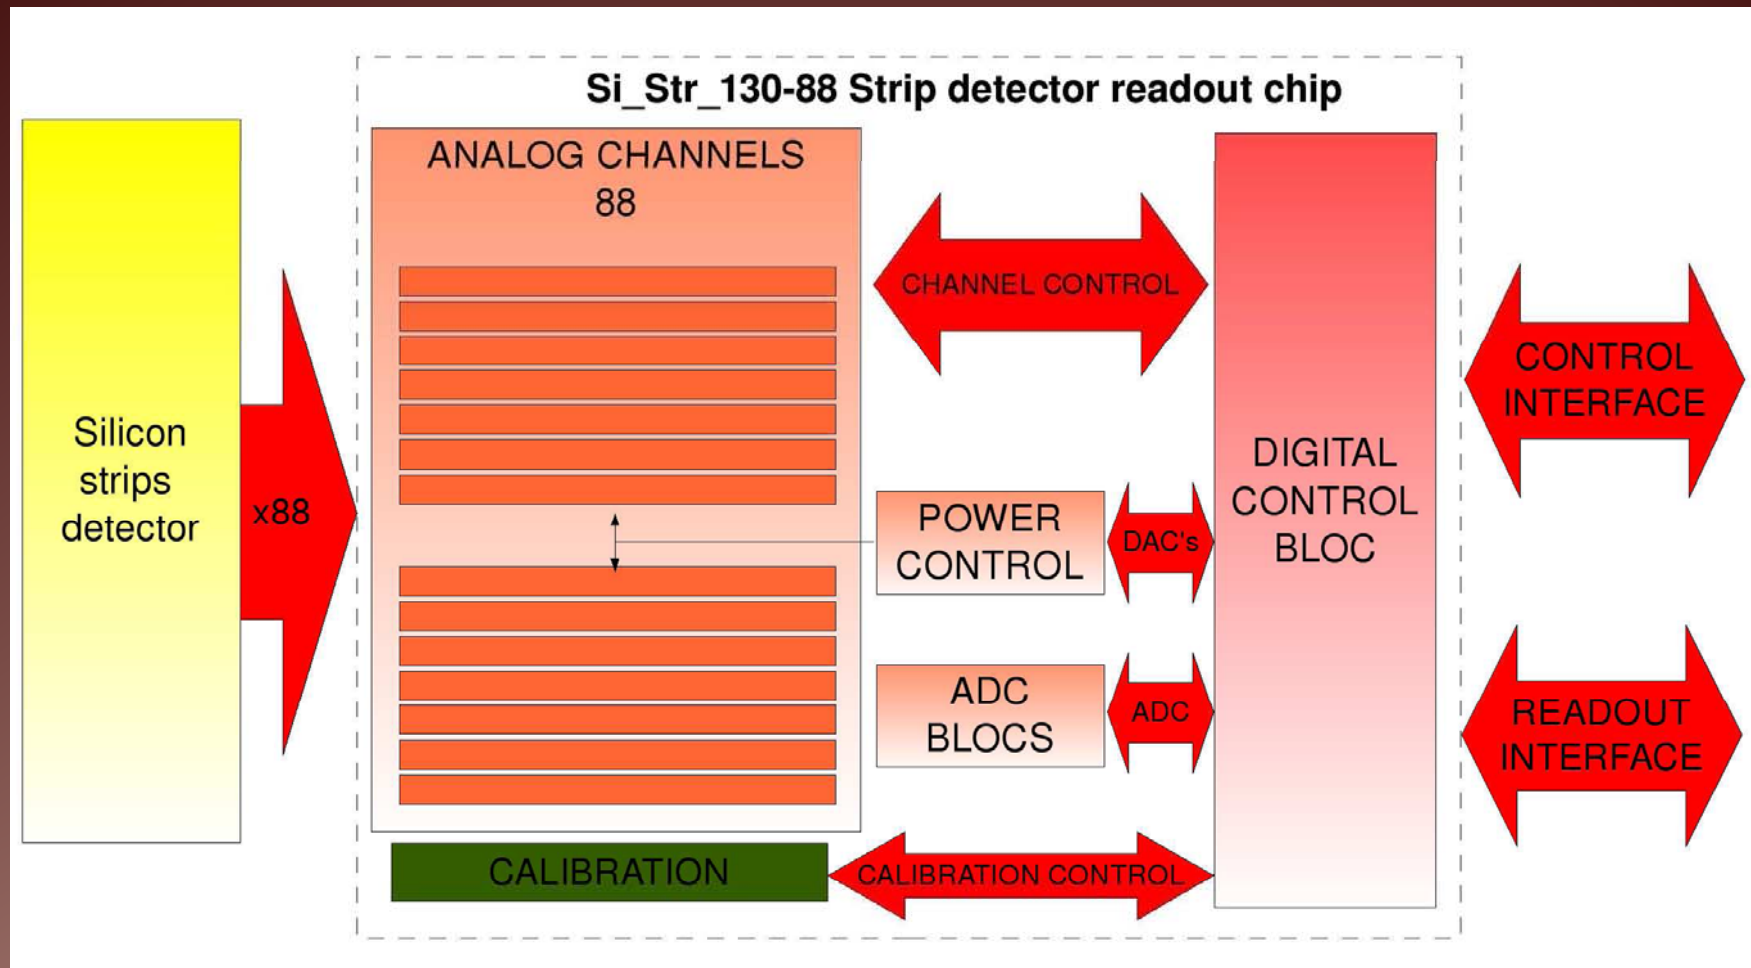 Si_Str_130-88 Strip detector readout chip
ANALOG CHANNELS
88
Silicon
strips
detector
x88
CHANNEL CONTROL
POWER
CONTROL
DAC's
ADC
BLOCS
ADC
CALIBRATION
CALIBRATION CONTROL
DIGITAL
CONTROL
BLOC
CONTROL
INTERFACE
READOUT
INTERFACE